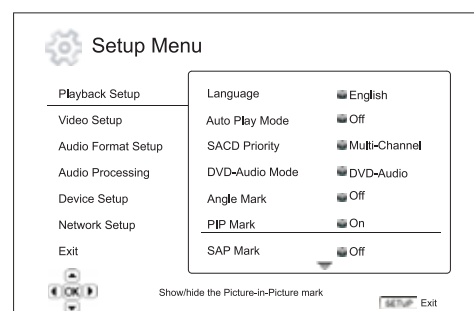 Setup Menu
Playback Setup
Video Setup
Audio Format Setup
Audio Processing
Device Setup
Network Setup
Exit
Language English
Auto Play Mode Off
SACD Priority Multi-Channel
DVD-Audio Mode DVD-Audio
Angle Mark Off
PIP Mark On
SAP Mark Off
OK
Show/hide the Picture-in-Picture mark
SETUP Exit